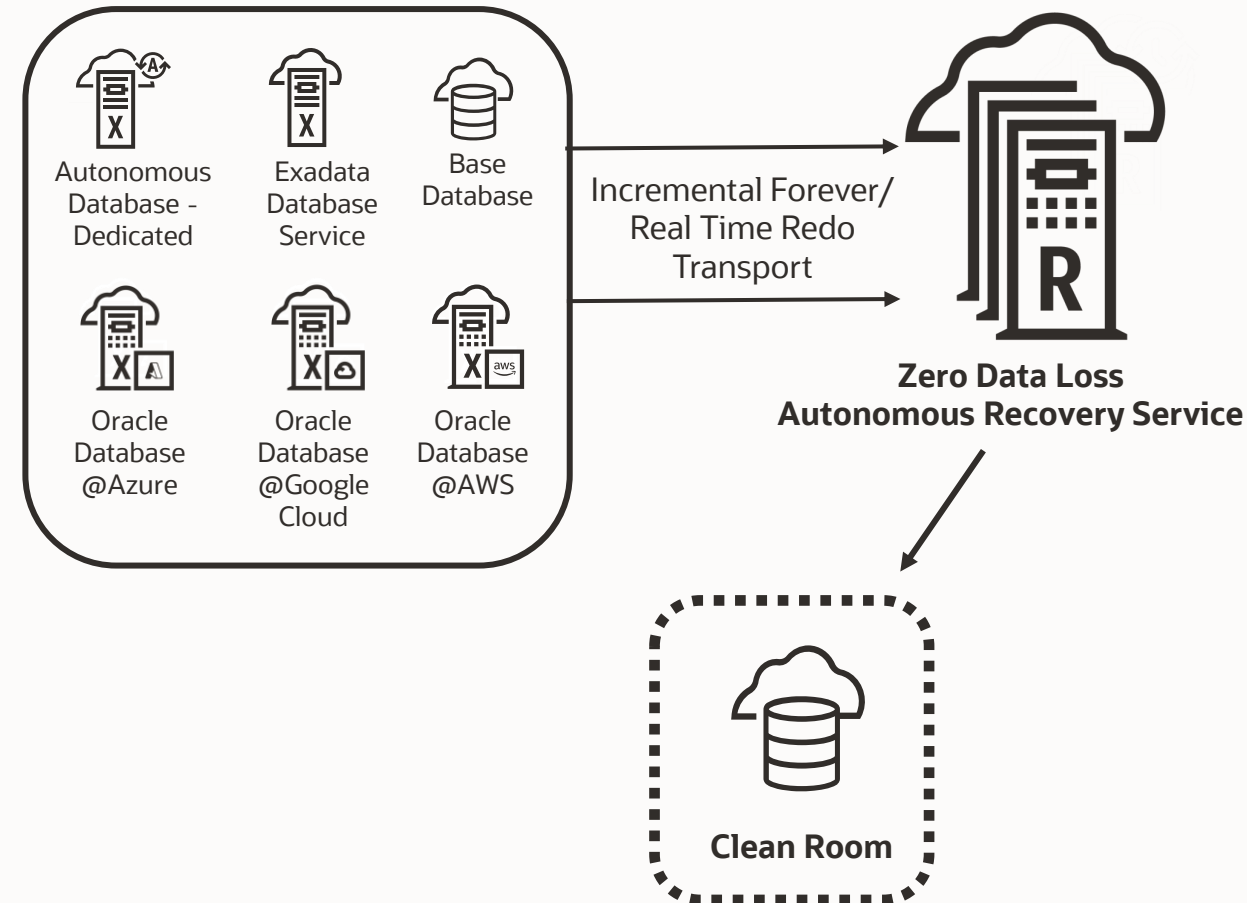 A
X
X
Autonomous
Database -
Dedicated
Exadata
Database
Service
Base
Database
X
X
X
aws
Oracle
Database
@Azure
Oracle
Database
@Google
Cloud
Oracle
Database
@AWS
Incremental Forever/
Real Time Redo
Transport
R
Zero Data Loss
Autonomous Recovery Service
Clean Room